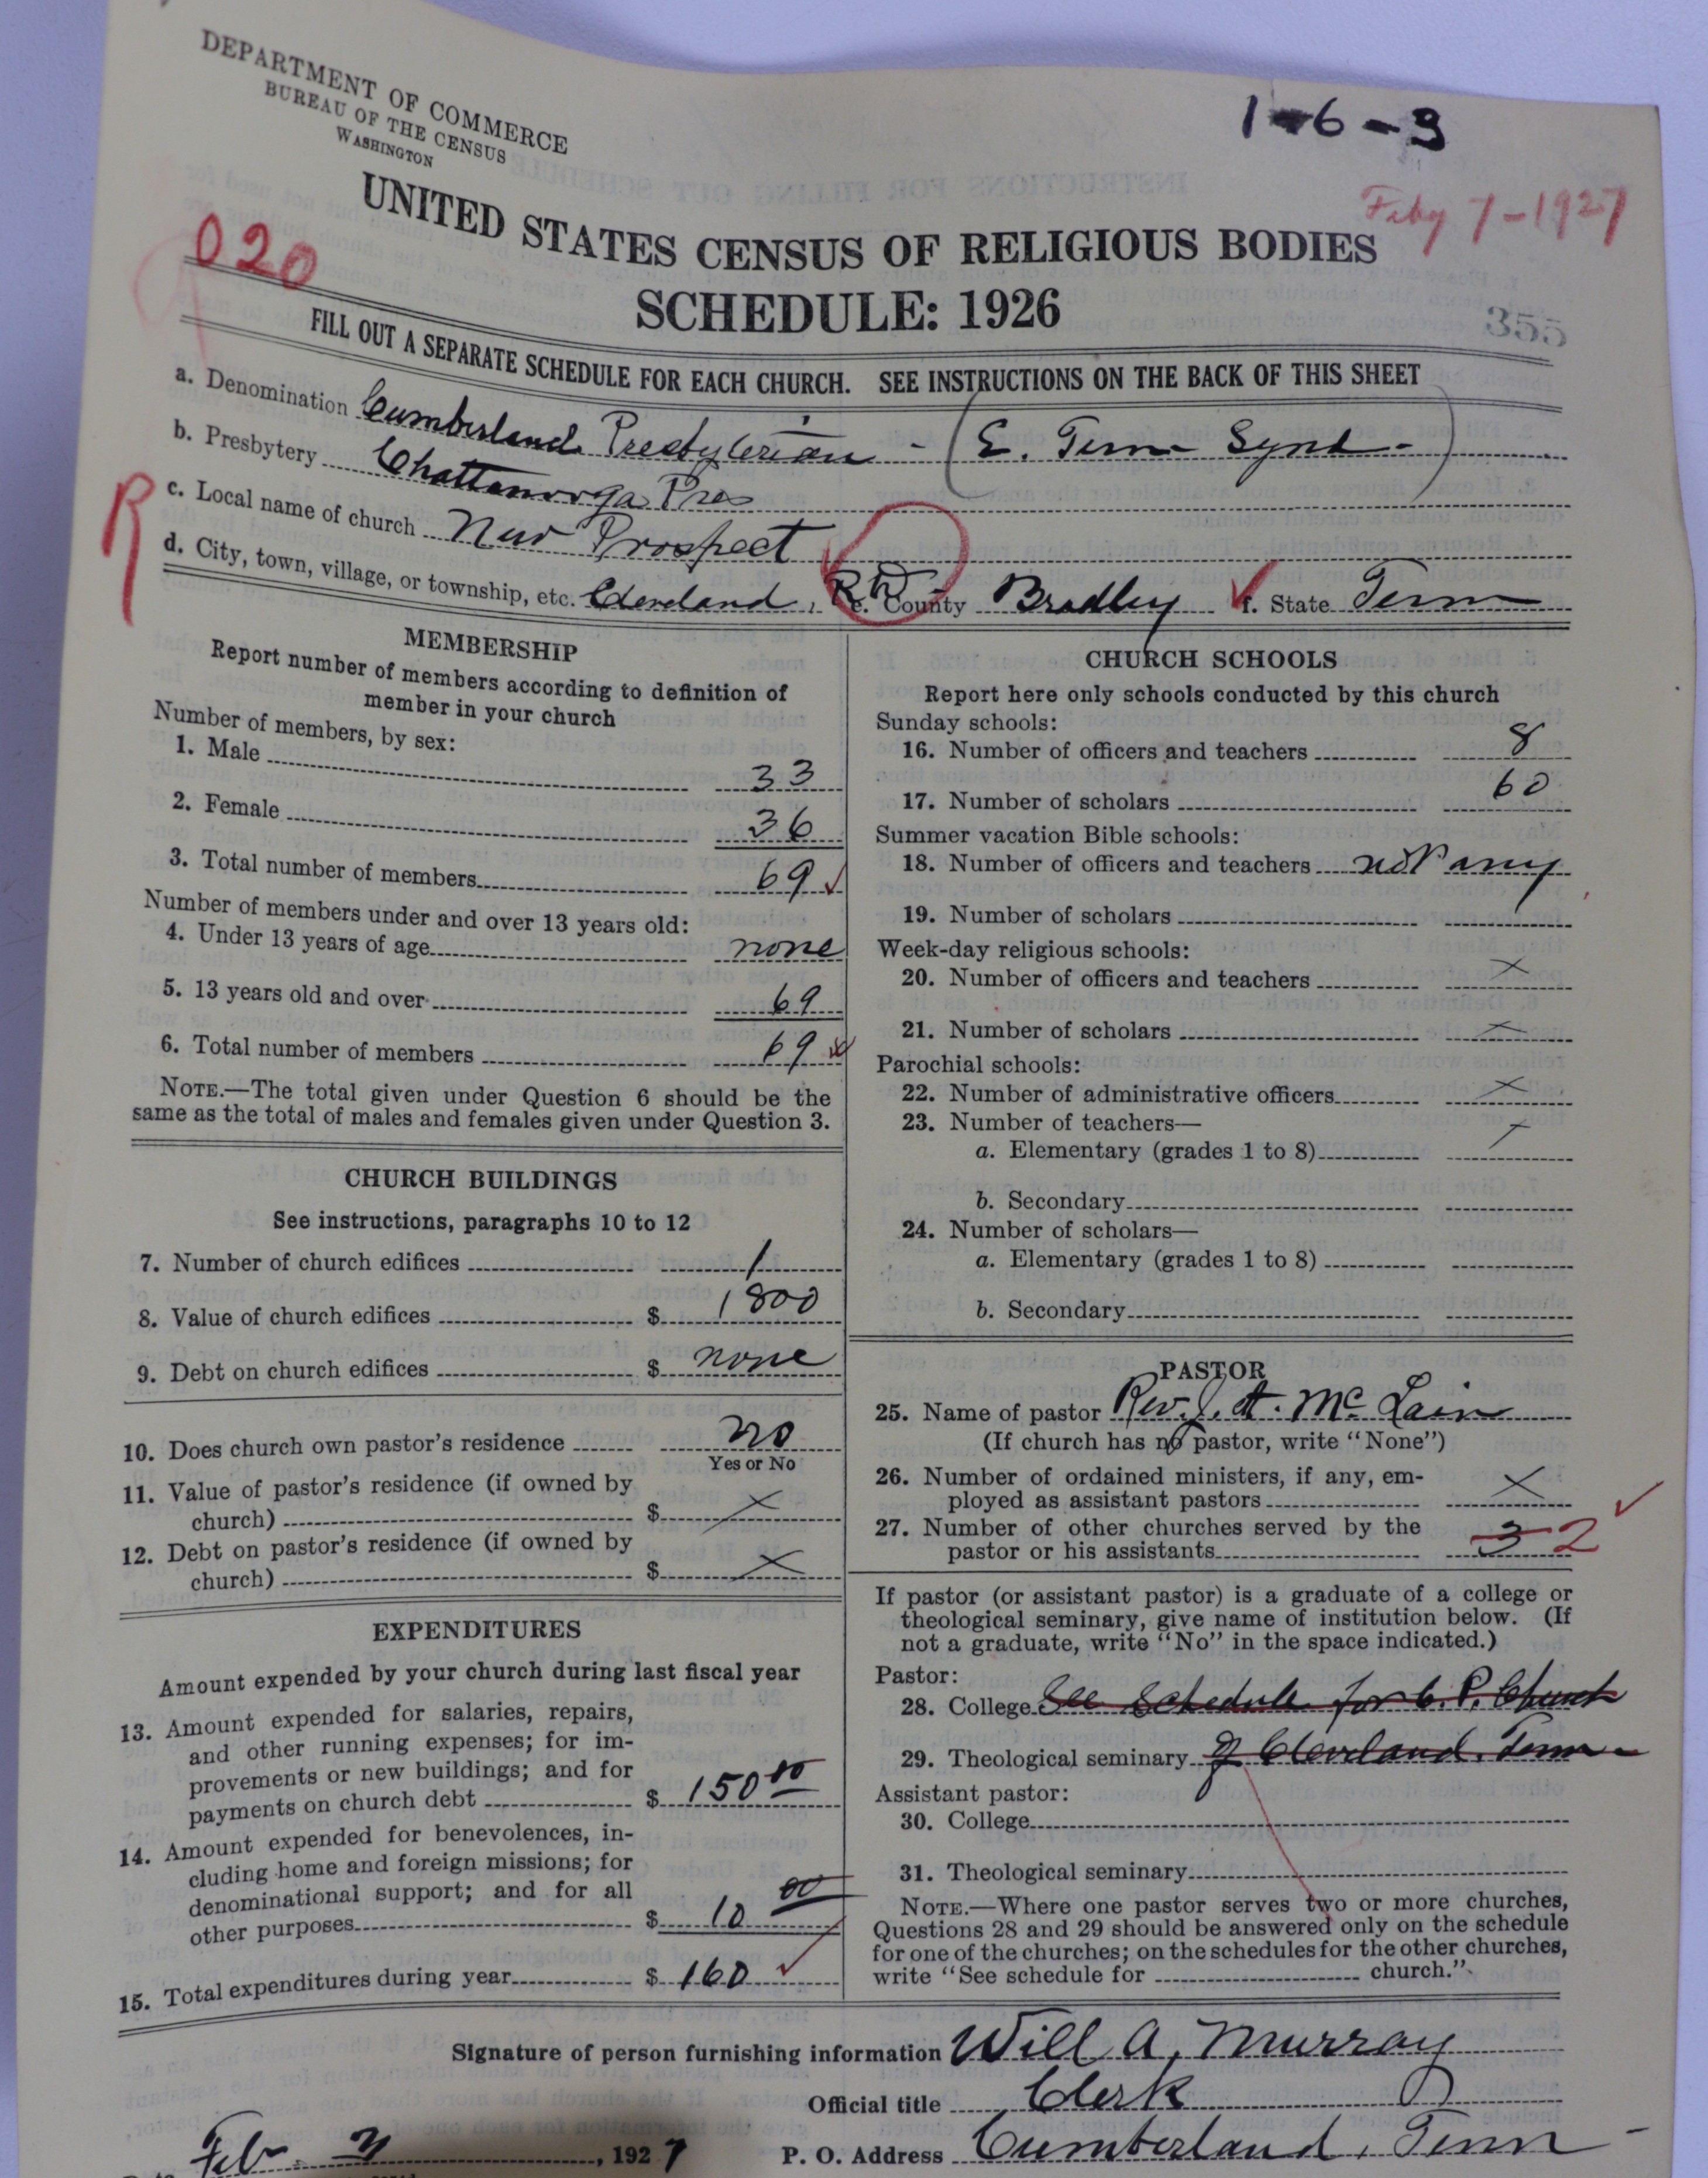 DEPARTMENT OF COMMERCE
BUREAU OF THE CENSUS
WASHINGTON
1-6-3
Feby 7-1927
UNITED STATES CENSUS OF RELIGIOUS BODIES
020
SCHEDULE: 1926
355
FILL OUT A SEPARATE SCHEDULE FOR EACH CHURCH. SEE INSTRUCTIONS ON THE BACK OF THIS SHEET
a. Denomination Cumberland Presbyterian - (E. Tenn Synd-)
b. Presbytery Chattanooga Pres
R
c. Local name of church New Prospect
d. City, town, village, or township, etc. Cleveland, e. County Bradley f. State Tenn
MEMBERSHIP
Report number of members according to definition of
member in your church
Number of members, by sex:
1. Male 33
2. Female 36
3. Total number of members 69
Number of members under and over 13 years old:
4. Under 13 years of age none
5. 13 years old and over 69
6. Total number of members 69
NOTE.—The total given under Question 6 should be the
same as the total of males and females given under Question 3.
CHURCH BUILDINGS
See instructions, paragraphs 10 to 12
7. Number of church edifices 1
8. Value of church edifices $ 1800
9. Debt on church edifices $ none
10. Does church own pastor's residence no
Yes or No
11. Value of pastor's residence (if owned by
church) $ X
12. Debt on pastor's residence (if owned by
church) $ X
EXPENDITURES
Amount expended by your church during last fiscal year
13. Amount expended for salaries, repairs,
and other running expenses; for im-
provements or new buildings; and for
payments on church debt $ 150 00
14. Amount expended for benevolences, in-
cluding home and foreign missions; for
denominational support; and for all
other purposes $ 10 00
15. Total expenditures during year $ 160
CHURCH SCHOOLS
Report here only schools conducted by this church
Sunday schools:
16. Number of officers and teachers 8
17. Number of scholars 60
Summer vacation Bible schools:
18. Number of officers and teachers not any
19. Number of scholars
Week-day religious schools:
20. Number of officers and teachers X
21. Number of scholars X
Parochial schools:
22. Number of administrative officers X
23. Number of teachers—
a. Elementary (grades 1 to 8) X
b. Secondary
24. Number of scholars—
a. Elementary (grades 1 to 8)
b. Secondary
PASTOR
25. Name of pastor Rev. J. A. McLain
(If church has no pastor, write "None")
26. Number of ordained ministers, if any, em-
ployed as assistant pastors X
27. Number of other churches served by the
pastor or his assistants 3 2
If pastor (or assistant pastor) is a graduate of a college or
theological seminary, give name of institution below. (If
not a graduate, write "No" in the space indicated.)
Pastor:
28. College See Schedule for C. P. Church
29. Theological seminary of Cleveland, Tenn
Assistant pastor:
30. College
31. Theological seminary
NOTE.—Where one pastor serves two or more churches,
Questions 28 and 29 should be answered only on the schedule
for one of the churches; on the schedules for the other churches,
write "See schedule for church."
Signature of person furnishing information Will A. Murray
Official title Clerk
Feb 3, 1927 P. O. Address Cumberland, Tenn